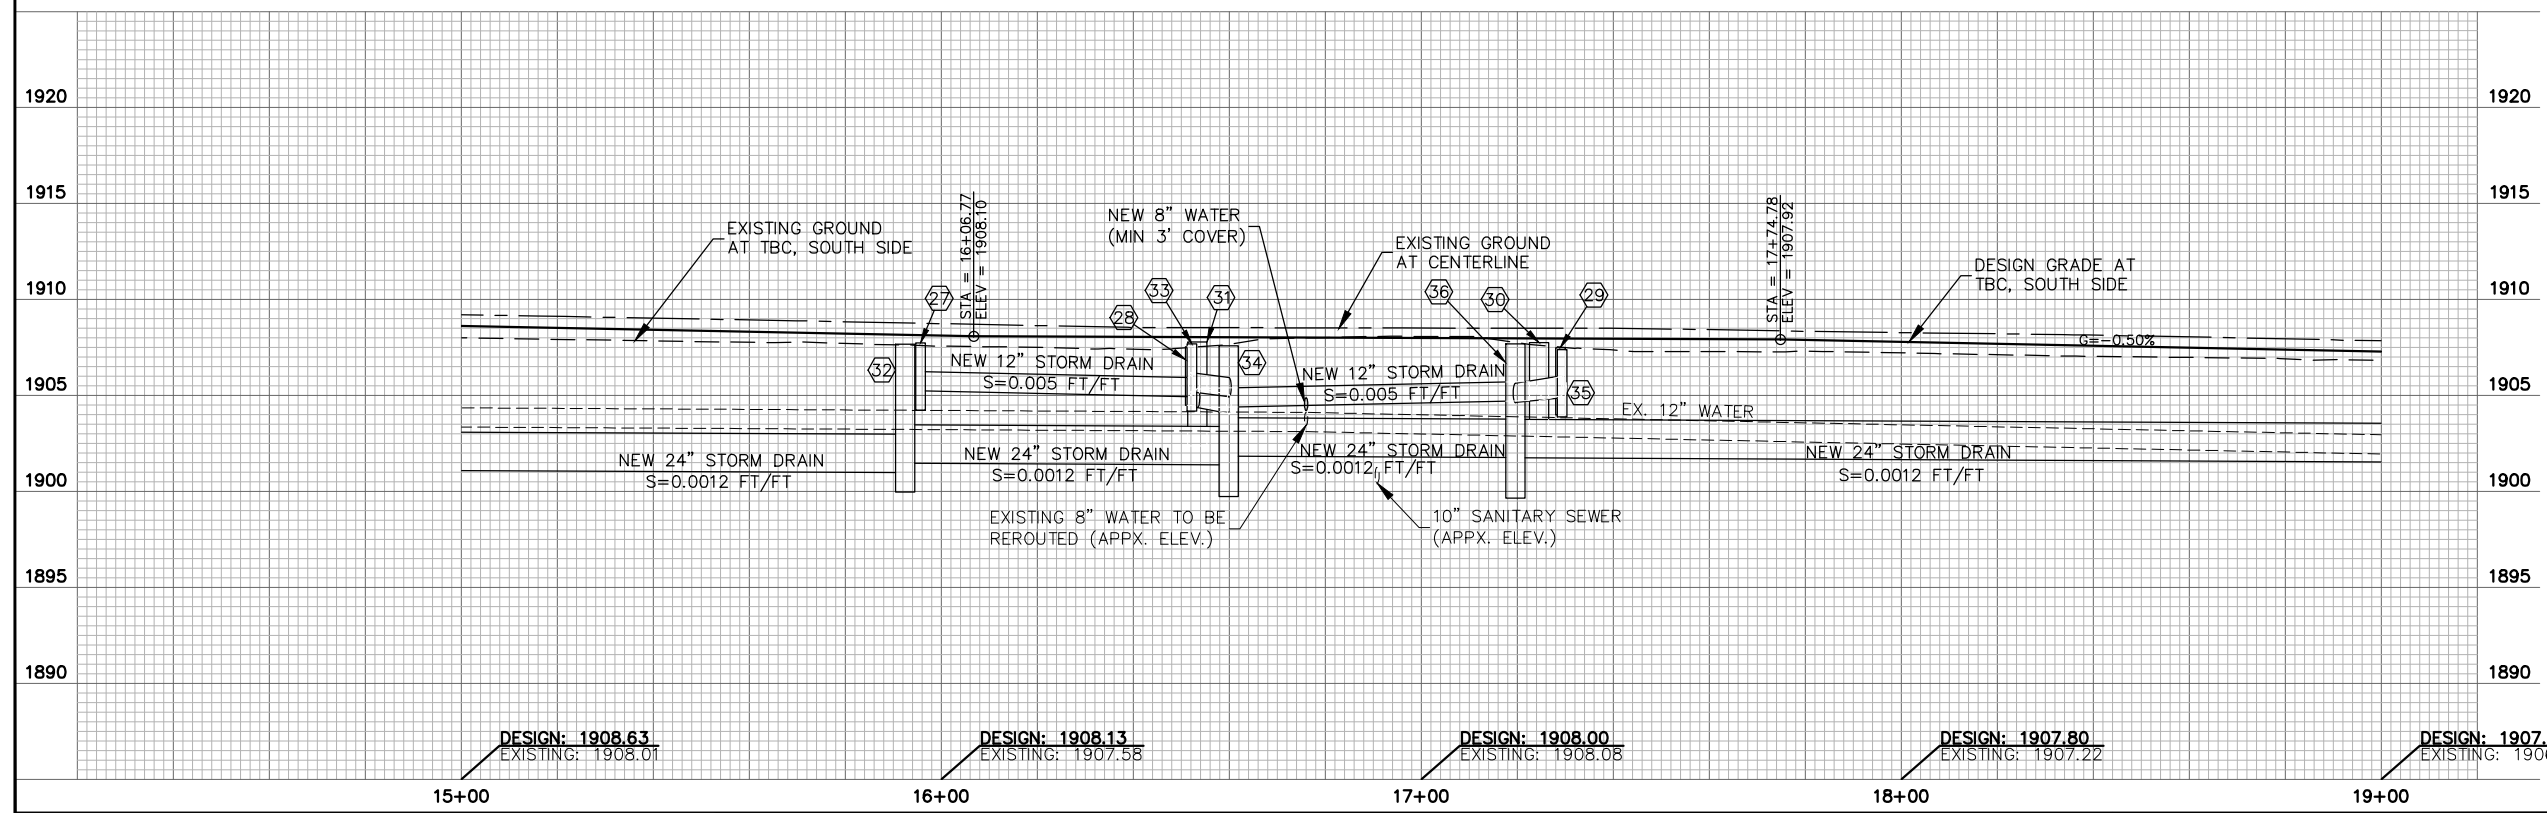 1920
1920
1915
1915
1910
1910
1905
1905
1900
1900
1895
1895
1890
1890
EXISTING GROUND
AT TBC, SOUTH SIDE
STA = 16+06.77
ELEV = 1908.10
NEW 8" WATER
(MIN 3' COVER)
EXISTING GROUND
AT CENTERLINE
STA = 17+74.78
ELEV = 1907.92
DESIGN GRADE AT
TBC, SOUTH SIDE
27
28
33
31
36
30
29
32
34
35
G=-0.50%
NEW 12" STORM DRAIN
S=0.005 FT/FT
NEW 12" STORM DRAIN
S=0.005 FT/FT
EX. 12" WATER
NEW 24" STORM DRAIN
S=0.0012 FT/FT
NEW 24" STORM DRAIN
S=0.0012 FT/FT
NEW 24" STORM DRAIN
S=0.0012 FT/FT
NEW 24" STORM DRAIN
S=0.0012 FT/FT
EXISTING 8" WATER TO BE
REROUTED (APPX. ELEV.)
10" SANITARY SEWER
(APPX. ELEV.)
DESIGN: 1908.63
EXISTING: 1908.01
DESIGN: 1908.13
EXISTING: 1907.58
DESIGN: 1908.00
EXISTING: 1908.08
DESIGN: 1907.80
EXISTING: 1907.22
DESIGN: 1907.
EXISTING:
15+00
16+00
17+00
18+00
19+00